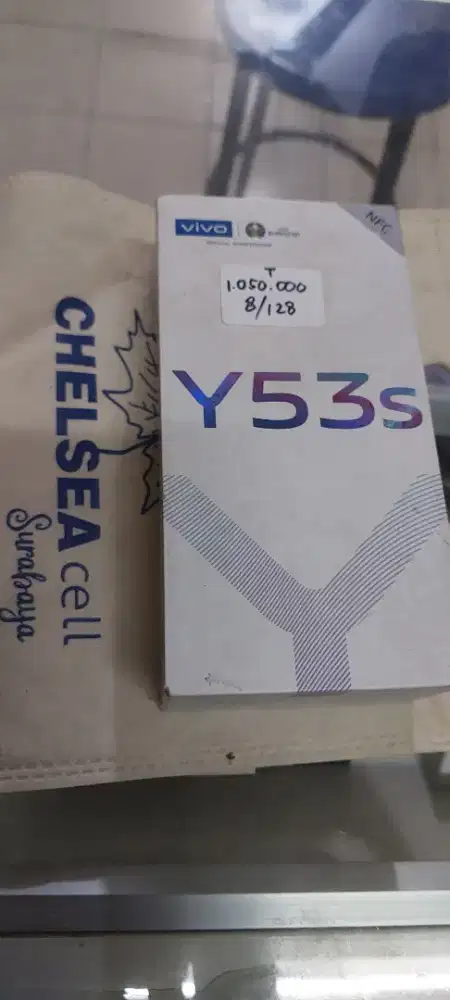 vivo
NFC
T
1.050.000
8/128
Y53s
CHELSEA cell
Surabaya